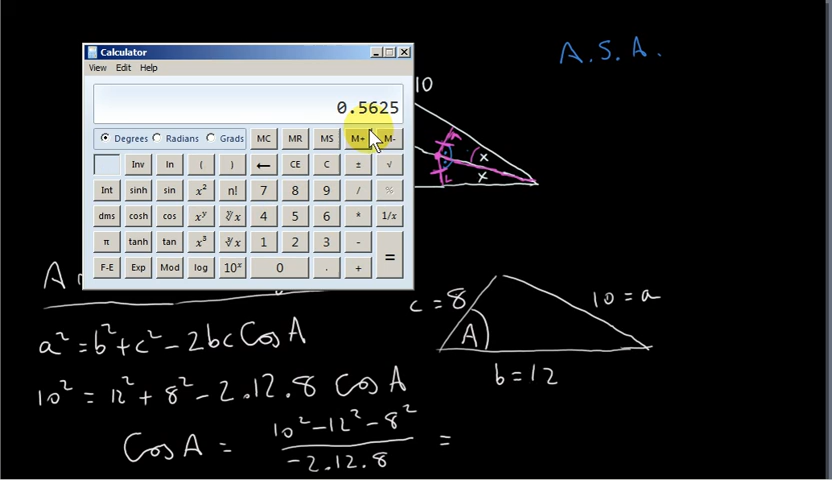 A.S.A.
Calculator
View Edit Help
10
0.5625
Degrees Radians Grads MC MR MS M+ M-
Inv ln ( ) ← CE C ± √
Int sinh sin x² n! 7 8 9 / %
dms cosh cos xʸ ʸ√x 4 5 6 * 1/x
π tanh tan x³ ³√x 1 2 3 - =
F-E Exp Mod log 10ˣ 0 . +
x
x
L
A
c = 8
10 = a
A
b = 12
a² = b² + c² - 2bc Cos A
10² = 12² + 8² - 2.12.8 Cos A
Cos A = (10² - 12² - 8²) / (-2.12.8) =